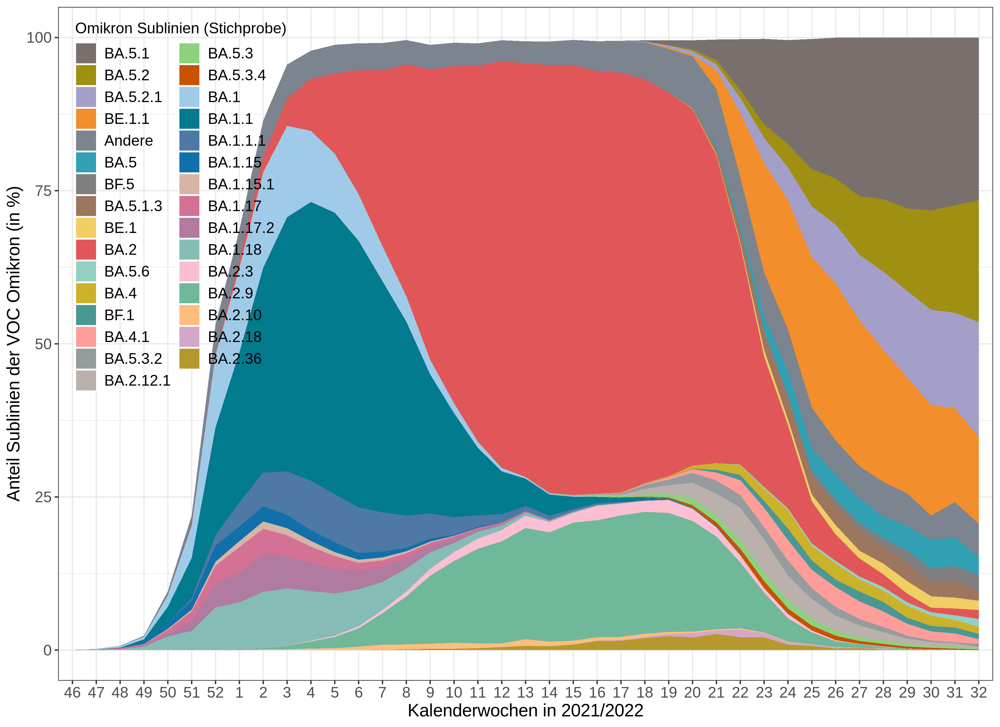 Omikron Sublinien (Stichprobe)
BA.5.1
BA.5.2
BA.5.2.1
BE.1.1
Andere
BA.5
BF.5
BA.5.1.3
BE.1
BA.2
BA.5.6
BA.4
BF.1
BA.4.1
BA.5.3.2
BA.2.12.1
BA.5.3
BA.5.3.4
BA.1
BA.1.1
BA.1.1.1
BA.1.15
BA.1.15.1
BA.1.17
BA.1.17.2
BA.1.18
BA.2.3
BA.2.9
BA.2.10
BA.2.18
BA.2.36
Anteil Sublinien der VOC Omikron (in %)
100
75
50
25
0
46 47 48 49 50 51 52 1 2 3 4 5 6 7 8 9 10 11 12 13 14 15 16 17 18 19 20 21 22 23 24 25 26 27 28 29 30 31 32
Kalenderwochen in 2021/2022